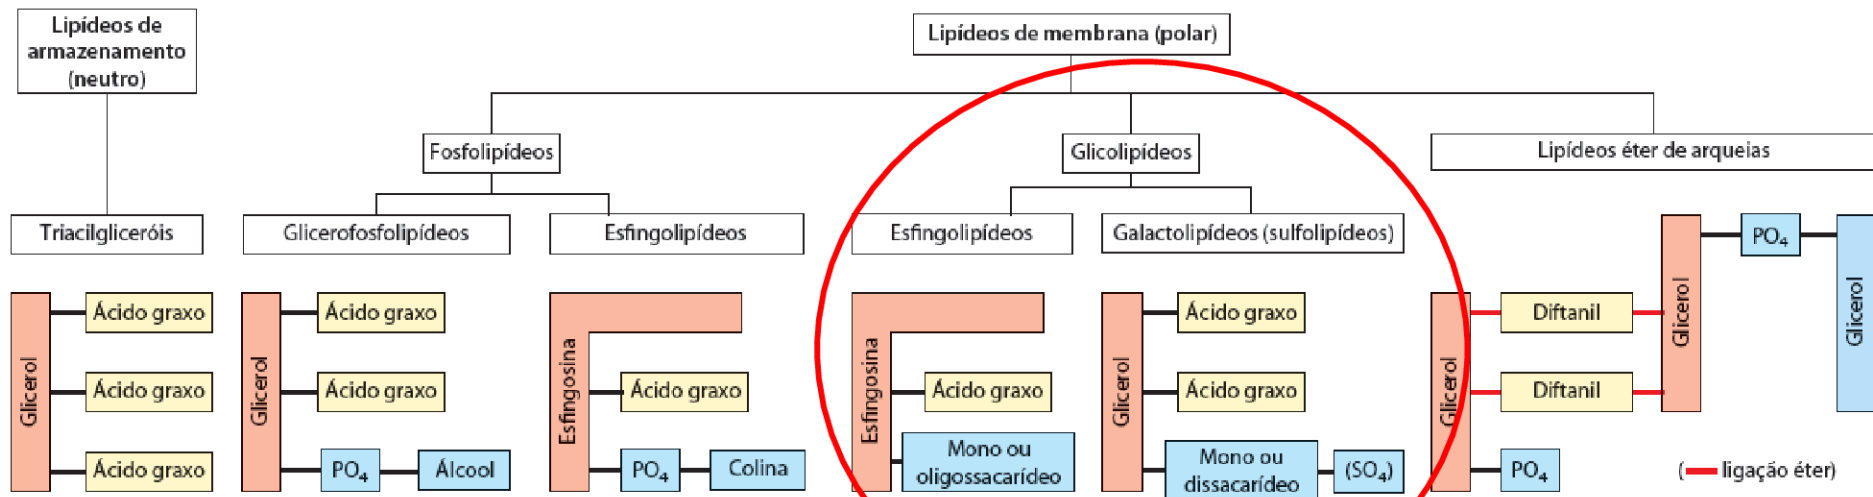 Lipídeos de
armazenamento
(neutro)
Lipídeos de membrana (polar)
Fosfolipídeos
Glicolipídeos
Lipídeos éter de arqueias
Triacilgliceróis
Glicerofosfolipídeos
Esfingolipídeos
Esfingolipídeos
Galactolipídeos (sulfolipídeos)
Glicerol
Ácido graxo
Ácido graxo
Ácido graxo
Glicerol
Ácido graxo
Ácido graxo
PO₄
Álcool
Esfingosina
Ácido graxo
PO₄
Colina
Esfingosina
Ácido graxo
Mono ou
oligossacarídeo
Glicerol
Ácido graxo
Ácido graxo
Mono ou
dissacarídeo
(SO₄)
Glicerol
Diftanil
Diftanil
PO₄
Glicerol
PO₄
Glicerol
( ligação éter)